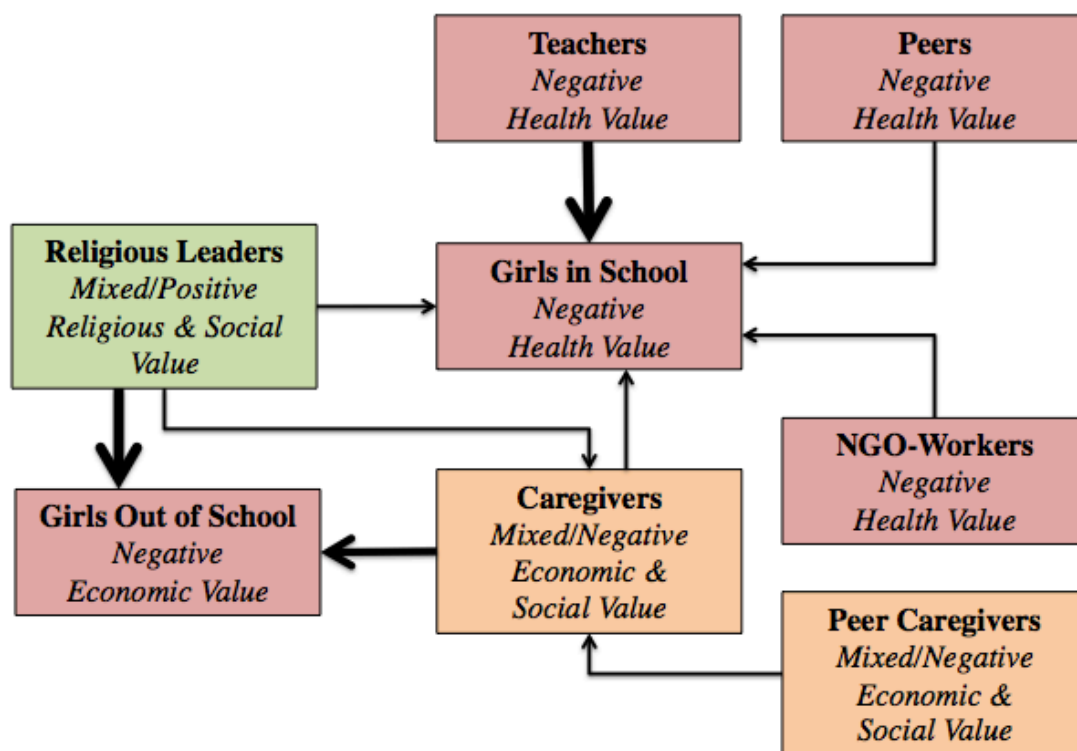 Teachers
Negative
Health Value
Peers
Negative
Health Value
Religious Leaders
Mixed/Positive
Religious & Social
Value
Girls in School
Negative
Health Value
NGO-Workers
Negative
Health Value
Girls Out of School
Negative
Economic Value
Caregivers
Mixed/Negative
Economic &
Social Value
Peer Caregivers
Mixed/Negative
Economic &
Social Value